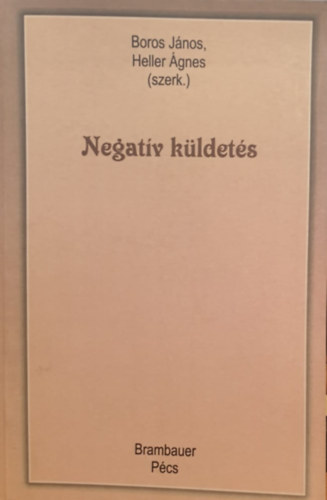 Boros János,
Heller Ágnes
(szerk.)
Negatív küldetés
Brambauer
Pécs